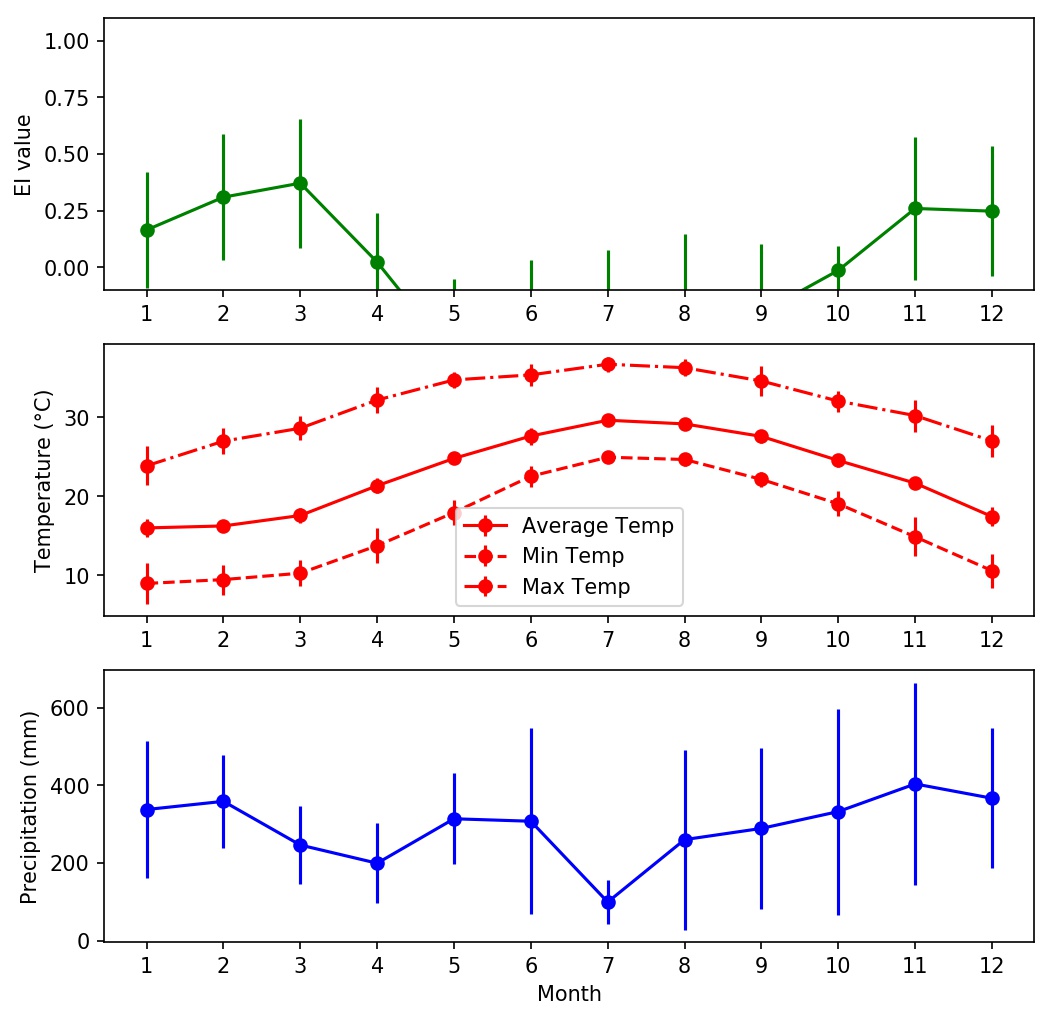 1.00
0.75
0.50
0.25
0.00
EI value
1 2 3 4 5 6 7 8 9 10 11 12
30
20
10
Temperature (°C)
Average Temp
Min Temp
Max Temp
1 2 3 4 5 6 7 8 9 10 11 12
600
400
200
0
Precipitation (mm)
1 2 3 4 5 6 7 8 9 10 11 12
Month